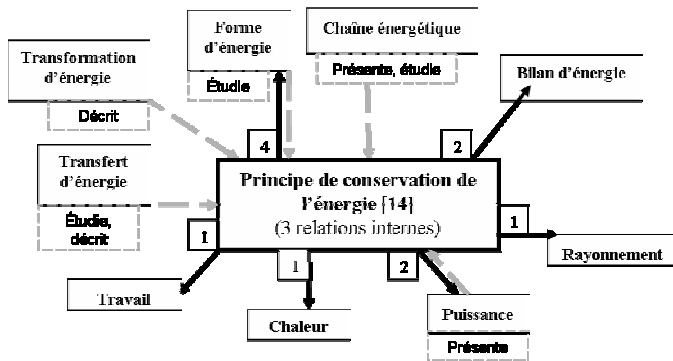 Forme
d'énergie
Étudie
Chaîne énergétique
Présente, étudie
Transformation
d'énergie
Décrit
Bilan d'énergie
4
2
Transfert
d'énergie
Étudie,
décrit
Principe de conservation de
l'énergie [14]
(3 relations internes)
1
1
1
2
Rayonnement
Travail
Chaleur
Puissance
Présente